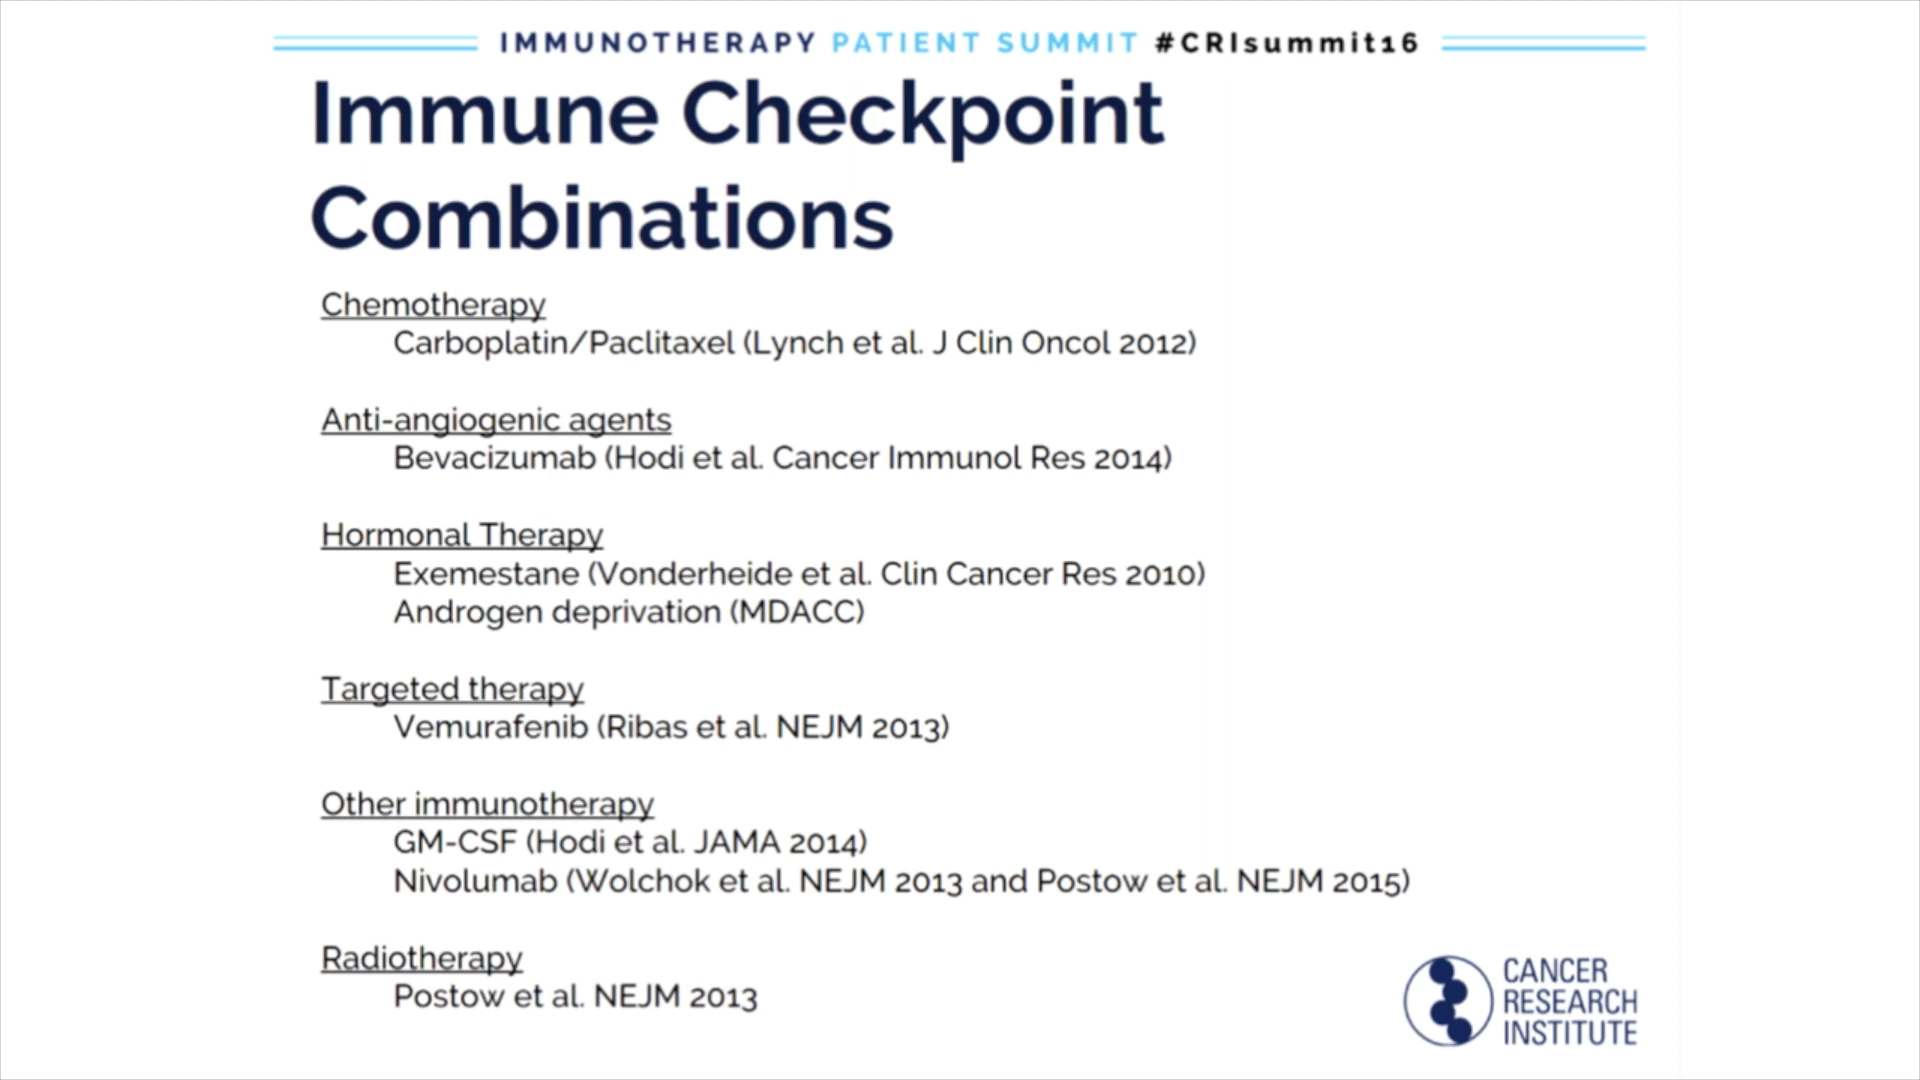 IMMUNOTHERAPY PATIENT SUMMIT #CRIsummit16
Immune Checkpoint
Combinations
Chemotherapy
Carboplatin/Paclitaxel (Lynch et al. J Clin Oncol 2012)
Anti-angiogenic agents
Bevacizumab (Hodi et al. Cancer Immunol Res 2014)
Hormonal Therapy
Exemestane (Vonderheide et al. Clin Cancer Res 2010)
Androgen deprivation (MDACC)
Targeted therapy
Vemurafenib (Ribas et al. NEJM 2013)
Other immunotherapy
GM-CSF (Hodi et al. JAMA 2014)
Nivolumab (Wolchok et al. NEJM 2013 and Postow et al. NEJM 2015)
Radiotherapy
Postow et al. NEJM 2013
CANCER
RESEARCH
INSTITUTE